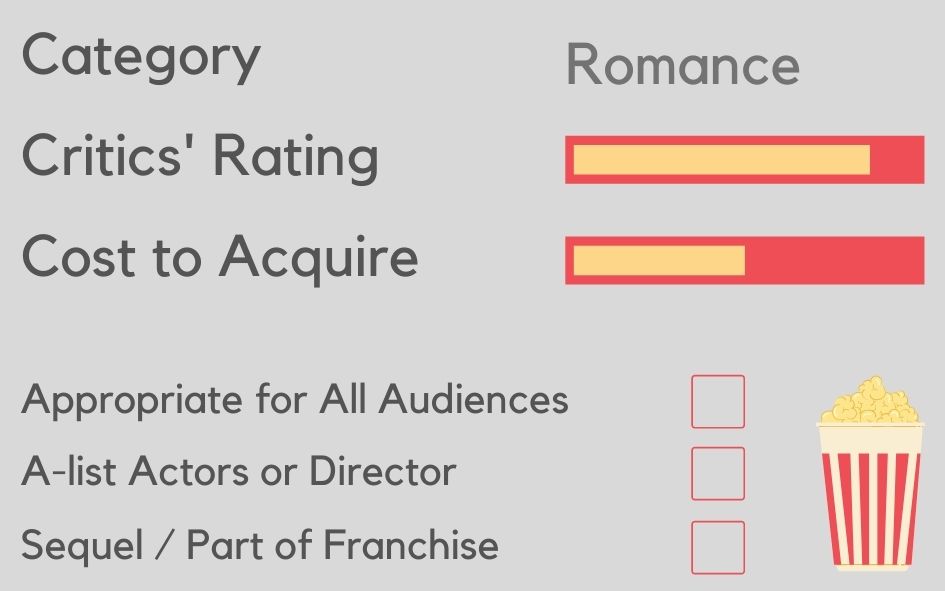 Category
Romance
Critics' Rating
Cost to Acquire
Appropriate for All Audiences
A-list Actors or Director
Sequel / Part of Franchise